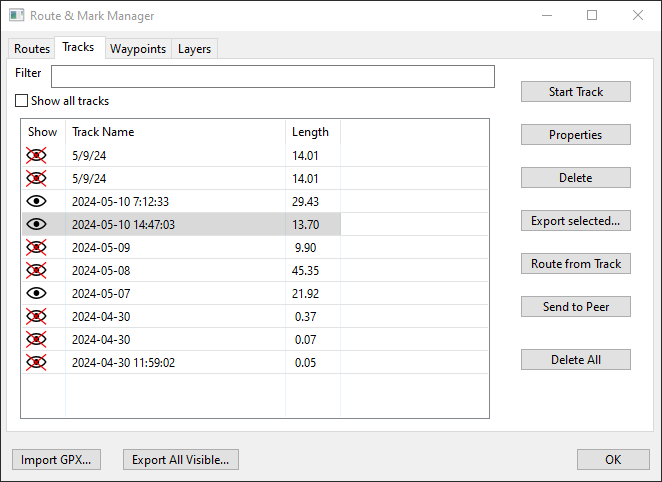 Route & Mark Manager
Routes Tracks Waypoints Layers
Filter
Show all tracks
Show Track Name Length
5/9/24 14.01
5/9/24 14.01
2024-05-10 7:12:33 29.43
2024-05-10 14:47:03 13.70
2024-05-09 9.90
2024-05-08 45.35
2024-05-07 21.92
2024-04-30 0.37
2024-04-30 0.07
2024-04-30 11:59:02 0.05
Start Track
Properties
Delete
Export selected...
Route from Track
Send to Peer
Delete All
Import GPX... Export All Visible... OK